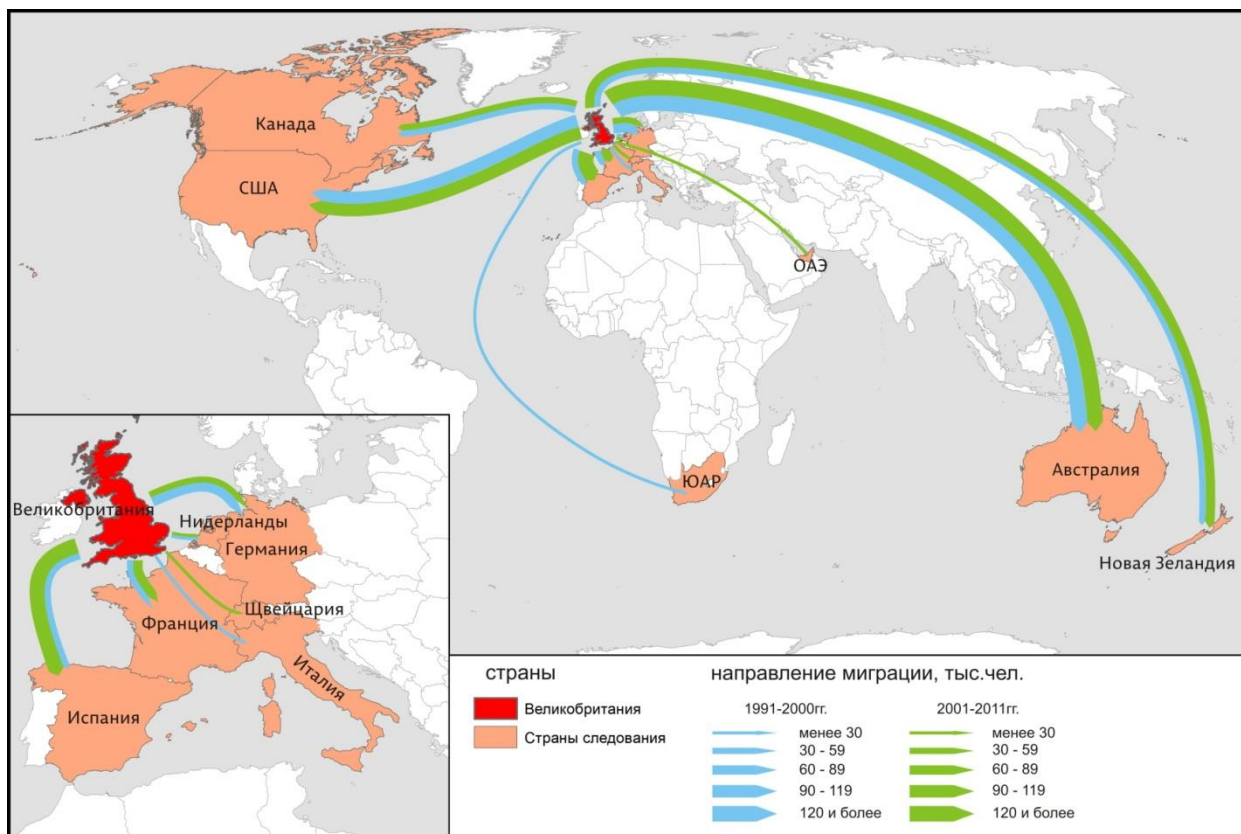 Канада
США
ОАЭ
ЮАР
Австралия
Новая Зеландия
Великобритания
Нидерланды
Германия
Щвейцария
Франция
Италия
Испания
страны
Великобритания
Страны следования
направление миграции, тыс.чел.
1991-2000гг. 2001-2011гг.
менее 30 менее 30
30 - 59 30 - 59
60 - 89 60 - 89
90 - 119 90 - 119
120 и более 120 и более